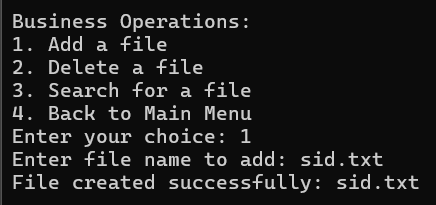 Business Operations:
1. Add a file
2. Delete a file
3. Search for a file
4. Back to Main Menu
Enter your choice: 1
Enter file name to add: sid.txt
File created successfully: sid.txt